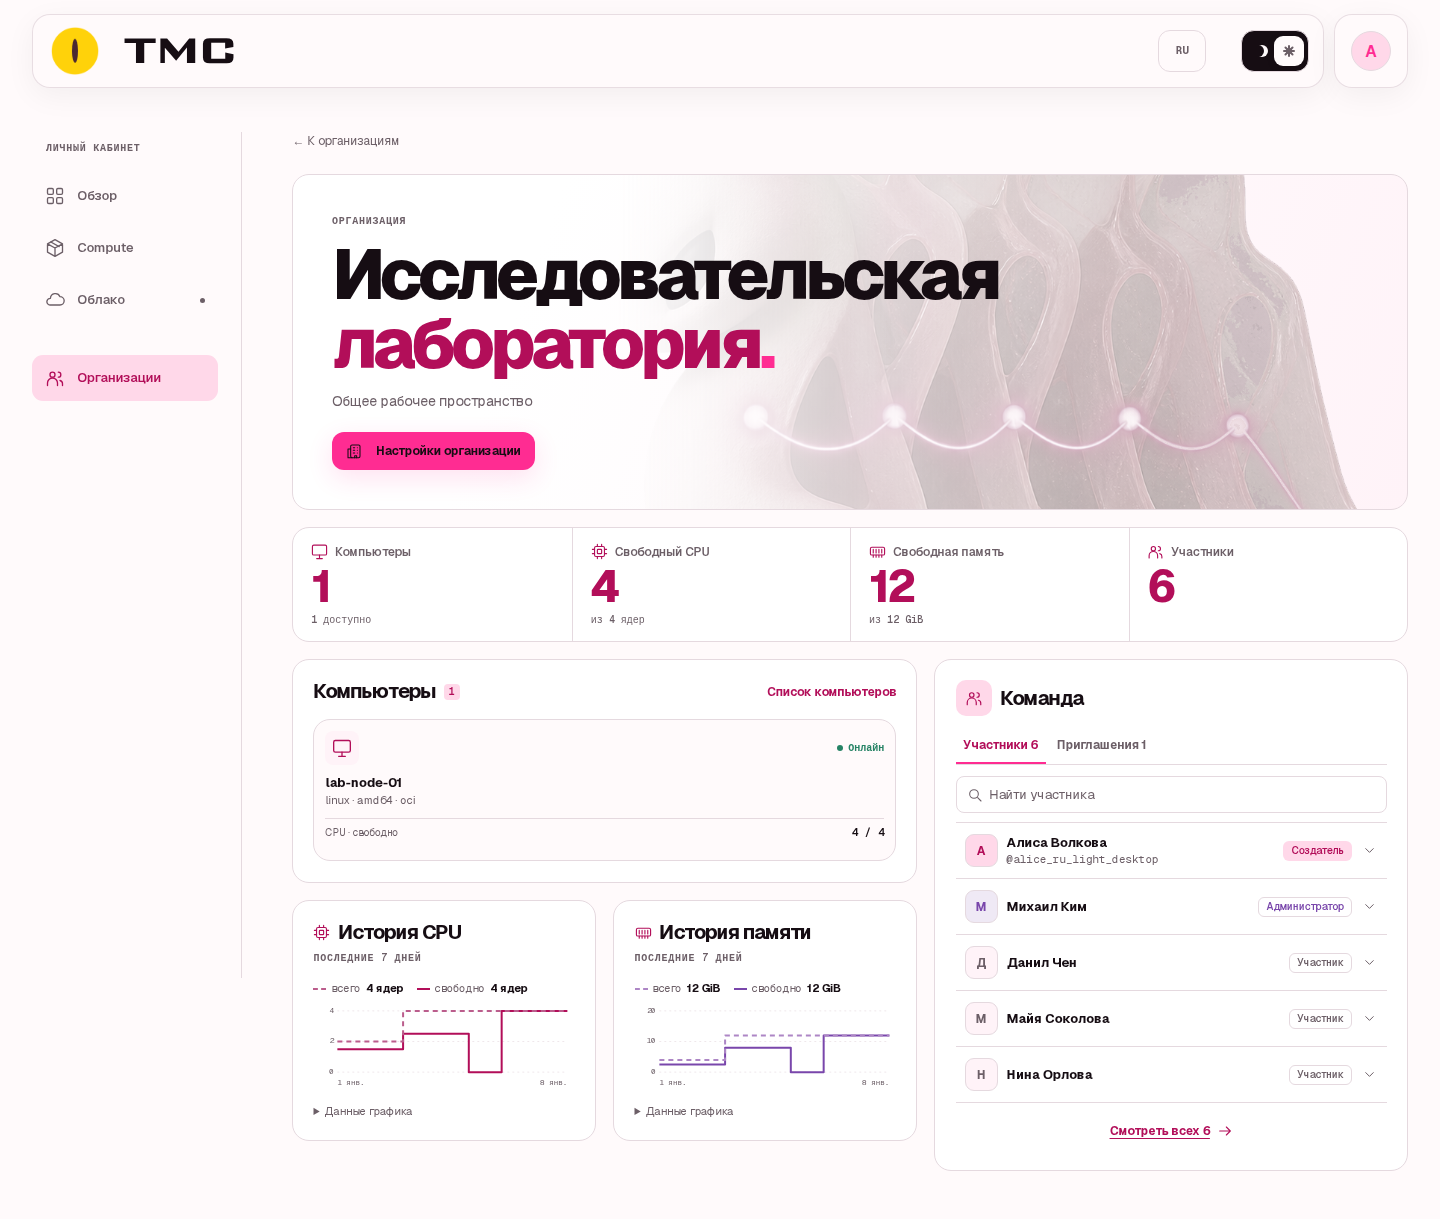 TMC
RU
A
ЛИЧНЫЙ КАБИНЕТ
Обзор
Compute
Облако
Организации
← К организациям
ОРГАНИЗАЦИЯ
Исследовательская
лаборатория.
Общее рабочее пространство
Настройки организации
Компьютеры
1
1 доступно
Свободный CPU
4
из 4 ядер
Свободная память
12
из 12 GiB
Участники
6
Компьютеры 1
Список компьютеров
Онлайн
lab-node-01
linux · amd64 · oci
CPU · свободно 4 / 4
История CPU
ПОСЛЕДНИЕ 7 ДНЕЙ
всего 4 ядер свободно 4 ядер
4
2
0
1 янв. 8 янв.
Данные графика
История памяти
ПОСЛЕДНИЕ 7 ДНЕЙ
всего 12 GiB свободно 12 GiB
20
10
0
1 янв. 8 янв.
Данные графика
Команда
Участники 6 Приглашения 1
Найти участника
А Алиса Волкова Создатель
@alice_ru_light_desktop
М Михаил Ким Администратор
Д Данил Чен Участник
М Майя Соколова Участник
Н Нина Орлова Участник
Смотреть всех 6 →